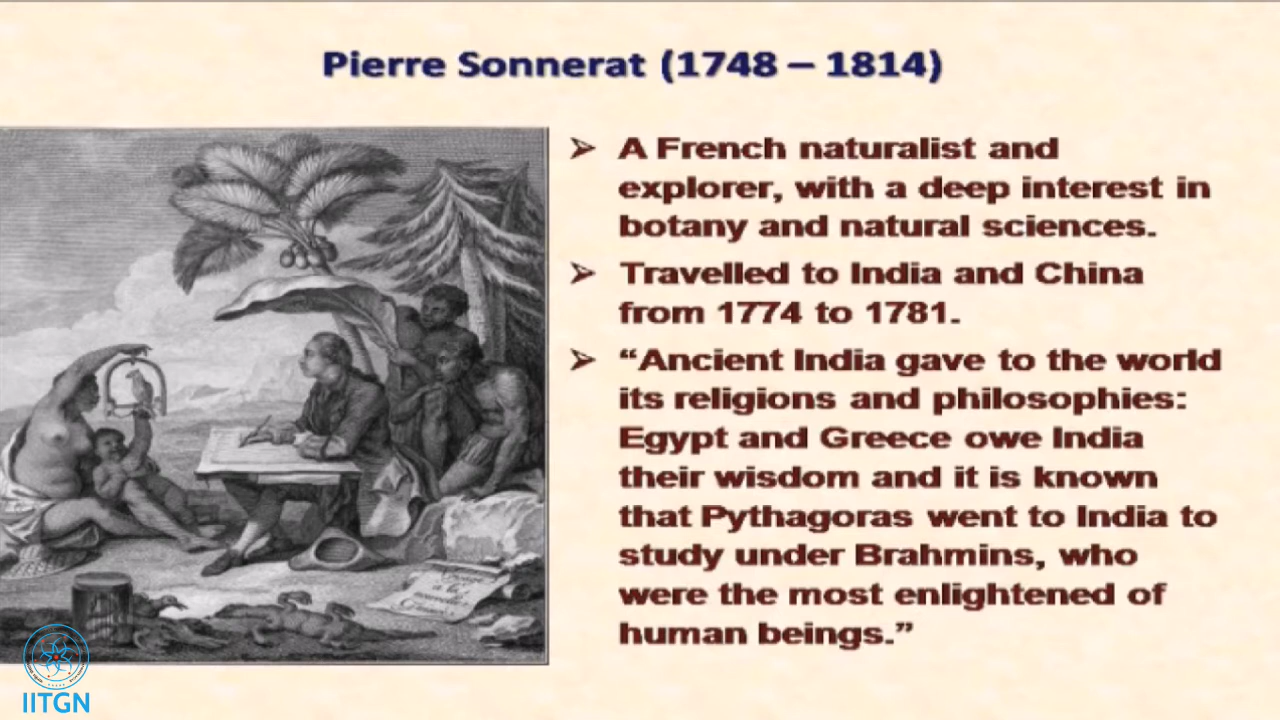 Pierre Sonnerat (1748 – 1814)
➢ A French naturalist and
explorer, with a deep interest in
botany and natural sciences.
➢ Travelled to India and China
from 1774 to 1781.
➢ “Ancient India gave to the world
its religions and philosophies:
Egypt and Greece owe India
their wisdom and it is known
that Pythagoras went to India to
study under Brahmins, who
were the most enlightened of
human beings.”
IITGN